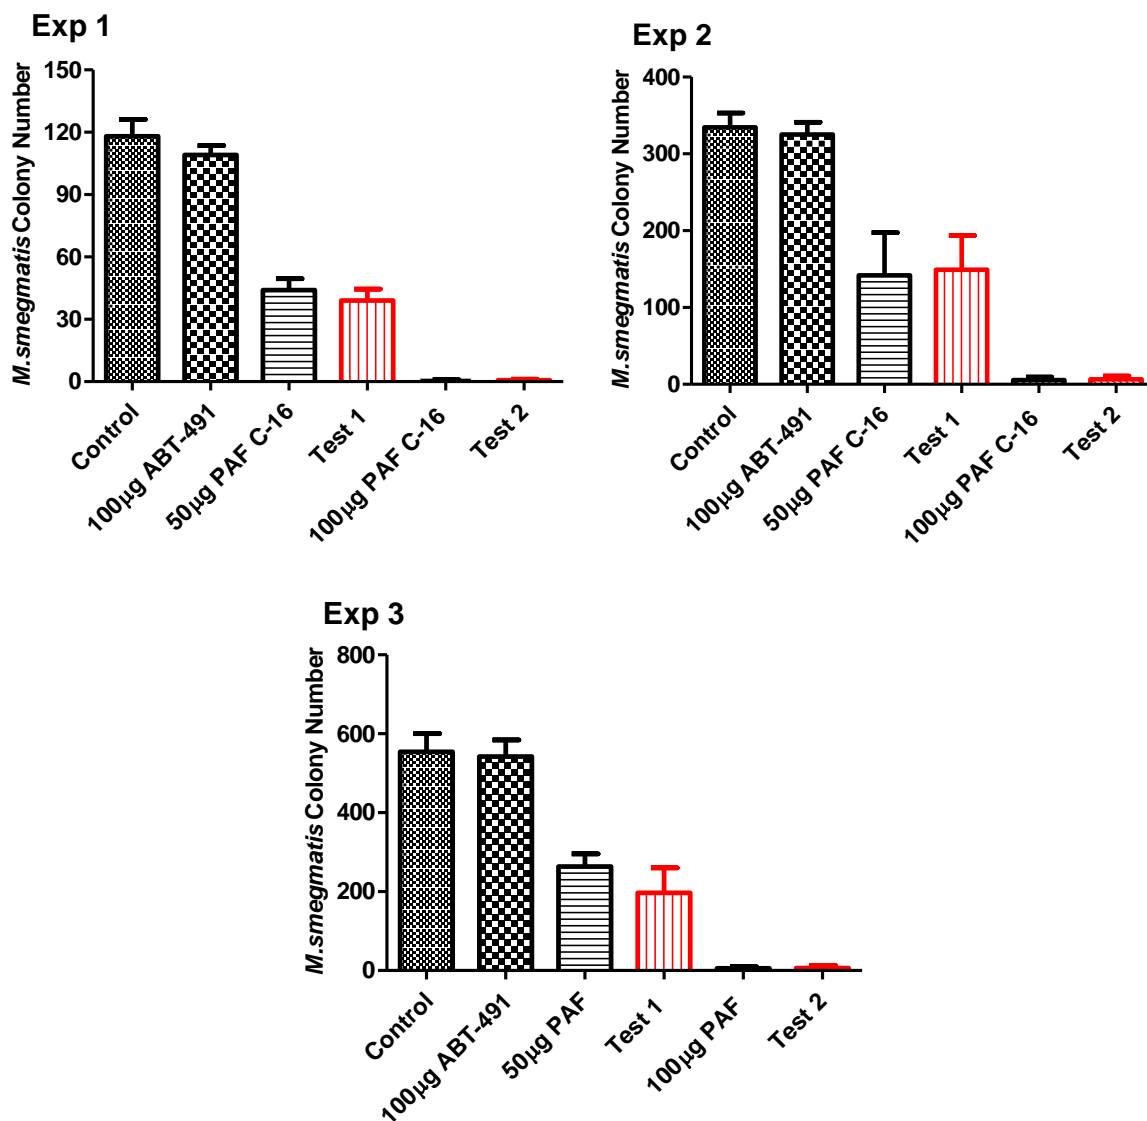 Exp 1
M.smegmatis Colony Number
150
120
90
60
30
0
Control
100µg ABT-491
50µg PAF C-16
Test 1
100µg PAF C-16
Test 2
Exp 2
M.smegmatis Colony Number
400
300
200
100
0
Control
100µg ABT-491
50µg PAF C-16
Test 1
100µg PAF C-16
Test 2
Exp 3
M.smegmatis Colony Number
800
600
400
200
0
Control
100µg ABT-491
50µg PAF
Test 1
100µg PAF
Test 2